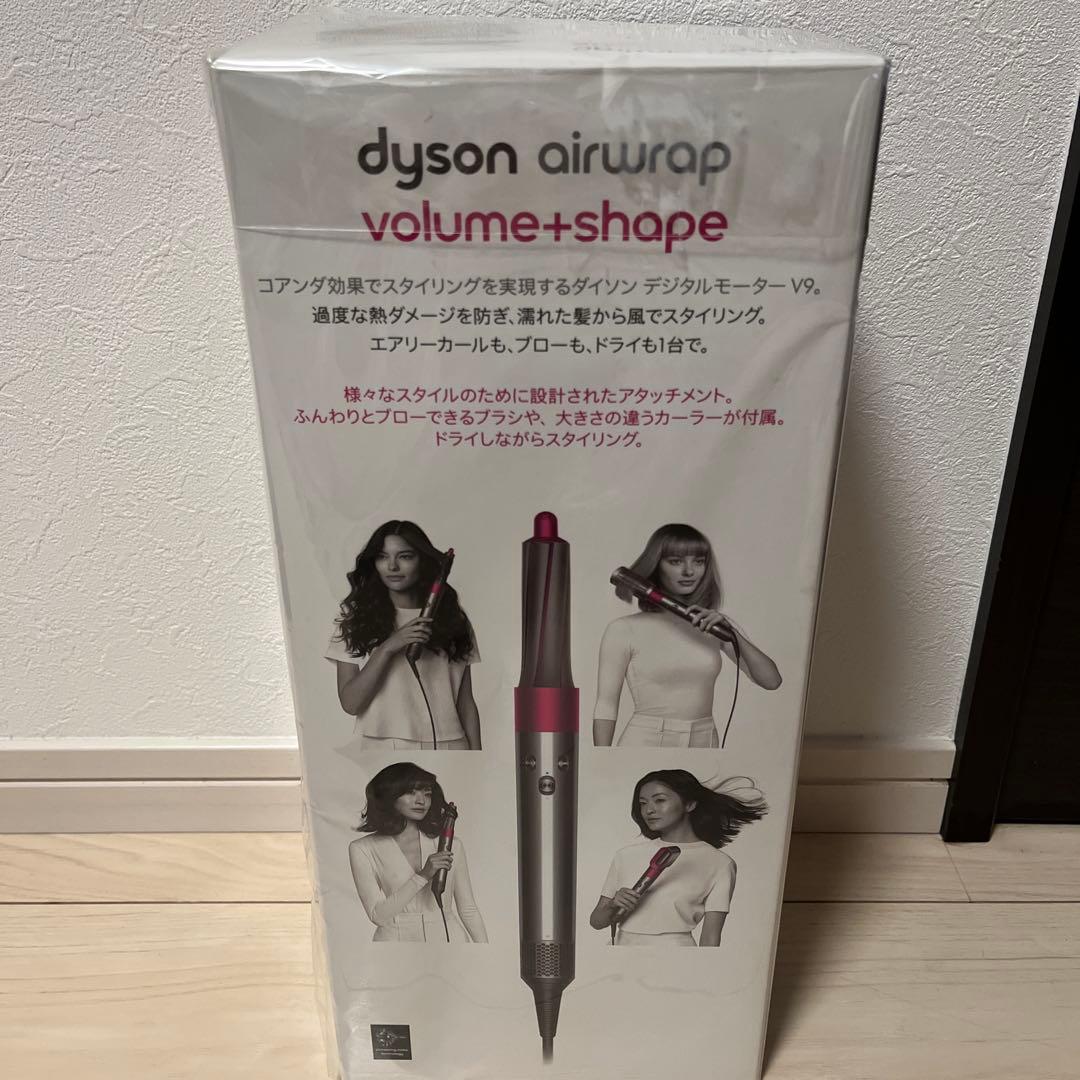 dyson airwrap
volume+shape
コアンダ効果でスタイリングを実現するダイソン デジタルモーター V9。
過度な熱ダメージを防ぎ、濡れた髪から風でスタイリング。
エアリーカールも、ブローも、ドライも1台で。
様々なスタイルのために設計されたアタッチメント。
ふんわりとブローできるブラシや、大きさの違うカーラーが付属。
ドライしながらスタイリング。